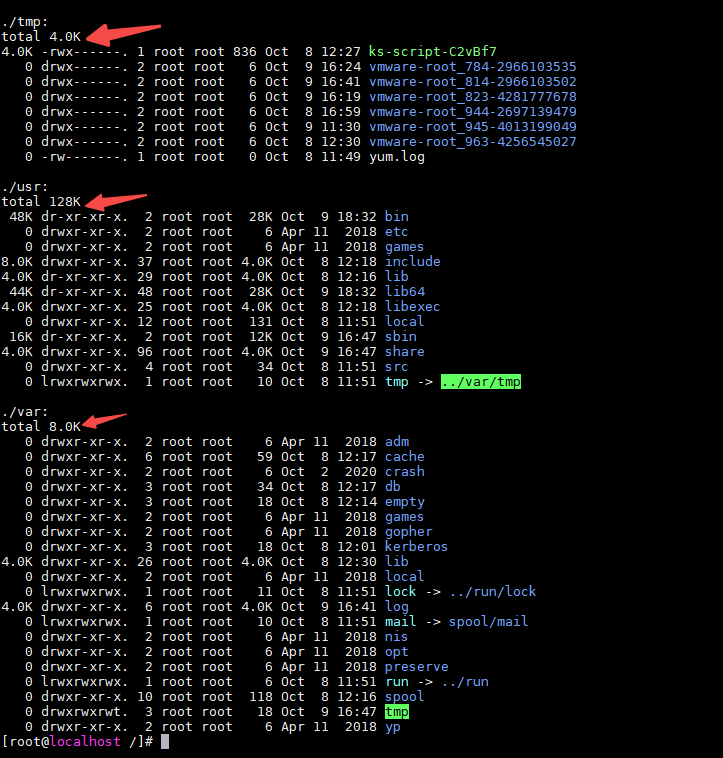 ./tmp:
total 4.0K
4.0K -rwx------. 1 root root 836 Oct  8 12:27 ks-script-C2vBf7
   0 drwx------. 2 root root   6 Oct  9 16:24 vmware-root_784-2966103535
   0 drwx------. 2 root root   6 Oct  9 16:41 vmware-root_814-2966103502
   0 drwx------. 2 root root   6 Oct  9 16:19 vmware-root_823-4281777678
   0 drwx------. 2 root root   6 Oct  8 16:59 vmware-root_944-2697139479
   0 drwx------. 2 root root   6 Oct  9 11:30 vmware-root_945-4013199049
   0 drwx------. 2 root root   6 Oct  8 12:30 vmware-root_963-4256545027
   0 -rw-------. 1 root root   0 Oct  8 11:49 yum.log

./usr:
total 128K
 48K dr-xr-xr-x.  2 root root  28K Oct  9 18:32 bin
   0 drwxr-xr-x.  2 root root    6 Apr 11  2018 etc
   0 drwxr-xr-x.  2 root root    6 Apr 11  2018 games
8.0K drwxr-xr-x. 37 root root 4.0K Oct  8 12:18 include
4.0K dr-xr-xr-x. 29 root root 4.0K Oct  8 12:16 lib
 44K dr-xr-xr-x. 48 root root  28K Oct  9 18:32 lib64
4.0K drwxr-xr-x. 25 root root 4.0K Oct  8 12:18 libexec
   0 drwxr-xr-x. 12 root root  131 Oct  8 11:51 local
 16K dr-xr-xr-x.  2 root root  12K Oct  9 16:47 sbin
4.0K drwxr-xr-x. 96 root root 4.0K Oct  9 16:47 share
   0 drwxr-xr-x.  4 root root   34 Oct  8 11:51 src
   0 lrwxrwxrwx.  1 root root   10 Oct  8 11:51 tmp -> ../var/tmp

./var:
total 8.0K
   0 drwxr-xr-x.  2 root root    6 Apr 11  2018 adm
   0 drwxr-xr-x.  6 root root   59 Oct  8 12:17 cache
   0 drwxr-xr-x.  2 root root    6 Oct  2  2020 crash
   0 drwxr-xr-x.  3 root root   34 Oct  8 12:17 db
   0 drwxr-xr-x.  3 root root   18 Oct  8 12:14 empty
   0 drwxr-xr-x.  2 root root    6 Apr 11  2018 games
   0 drwxr-xr-x.  2 root root    6 Apr 11  2018 gopher
   0 drwxr-xr-x.  3 root root   18 Oct  8 12:01 kerberos
4.0K drwxr-xr-x. 26 root root 4.0K Oct  8 12:30 lib
   0 drwxr-xr-x.  2 root root    6 Apr 11  2018 local
   0 lrwxrwxrwx.  1 root root   11 Oct  8 11:51 lock -> ../run/lock
4.0K drwxr-xr-x.  6 root root 4.0K Oct  9 16:41 log
   0 lrwxrwxrwx.  1 root root   10 Oct  8 11:51 mail -> spool/mail
   0 drwxr-xr-x.  2 root root    6 Apr 11  2018 nis
   0 drwxr-xr-x.  2 root root    6 Apr 11  2018 opt
   0 drwxr-xr-x.  2 root root    6 Apr 11  2018 preserve
   0 lrwxrwxrwx.  1 root root    6 Oct  8 11:51 run -> ../run
   0 drwxr-xr-x. 10 root root  118 Oct  8 12:16 spool
   0 drwxrwxrwt.  3 root root   18 Oct  9 16:47 tmp
   0 drwxr-xr-x.  2 root root    6 Apr 11  2018 yp
[root@localhost /]#